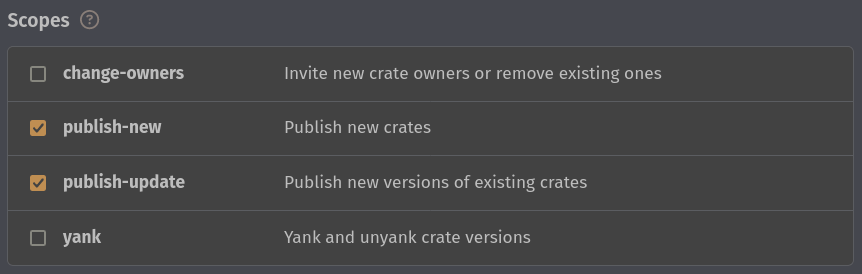 Scopes ?
change-owners Invite new crate owners or remove existing ones
publish-new Publish new crates
publish-update Publish new versions of existing crates
yank Yank and unyank crate versions